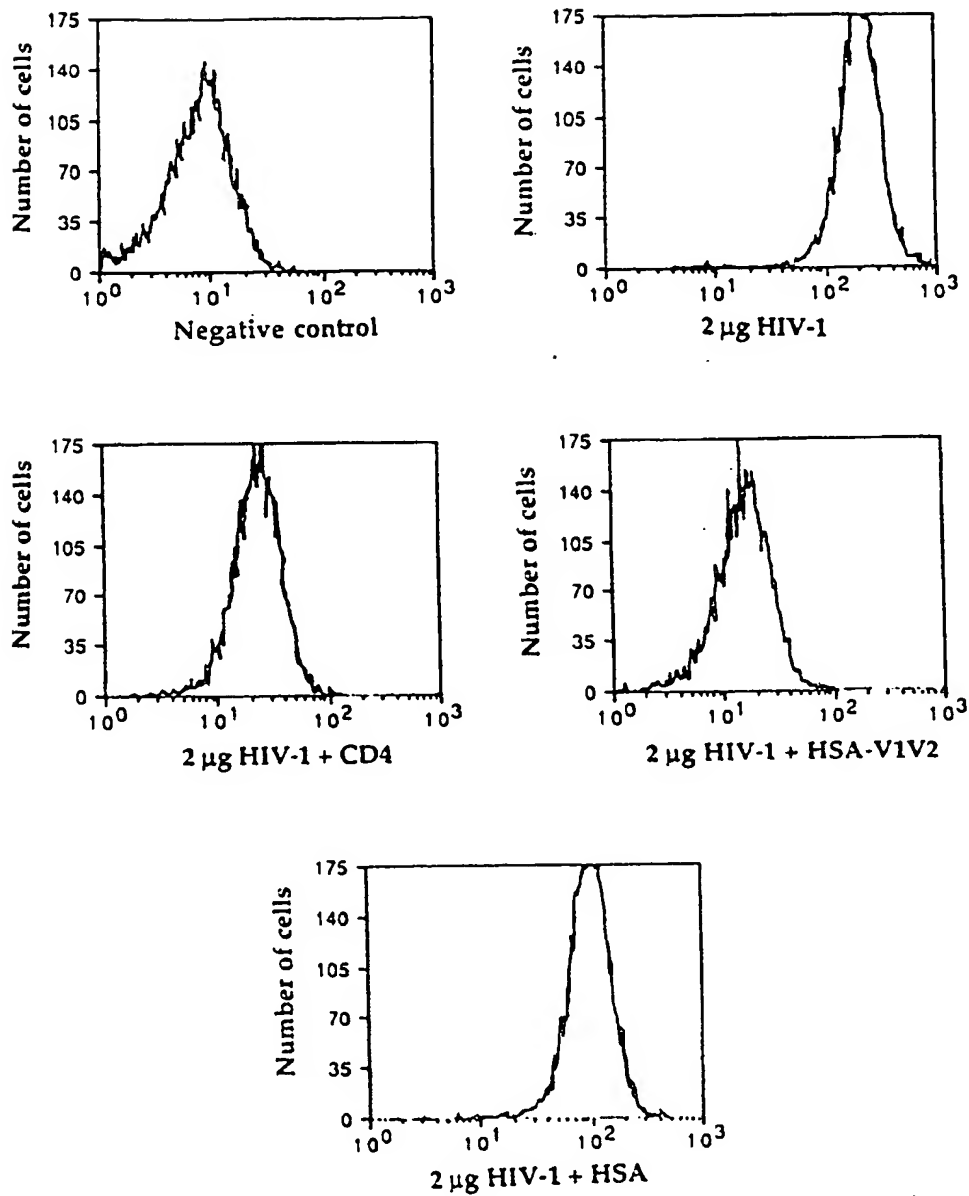 Number of cells
175
140
105
70
35
0
10^0 10^1 10^2 10^3
Negative control
Number of cells
175
140
105
70
35
0
10^0 10^1 10^2 10^3
2 µg HIV-1
Number of cells
175
140
105
70
35
0
10^0 10^1 10^2 10^3
2 µg HIV-1 + CD4
Number of cells
175
140
105
70
35
0
10^0 10^1 10^2 10^3
2 µg HIV-1 + HSA-V1V2
Number of cells
175
140
105
70
35
0
10^0 10^1 10^2 10^3
2 µg HIV-1 + HSA